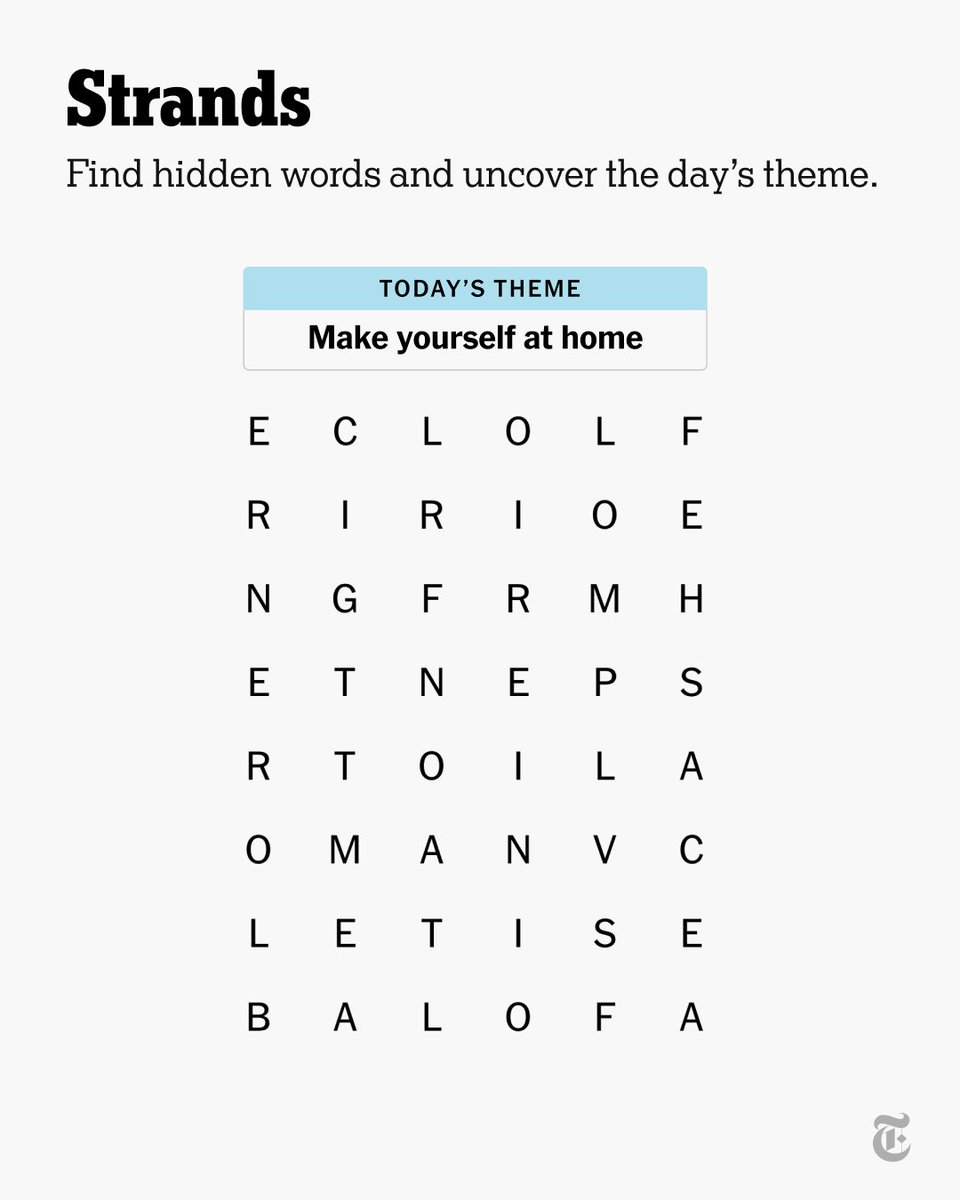 Strands
Find hidden words and uncover the day’s theme.
TODAY’S THEME
Make yourself at home
E C L O L F
R I R I O E
N G F R M H
E T N E P S
R T O I L A
O M A N V C
L E T I S E
B A L O F A
T